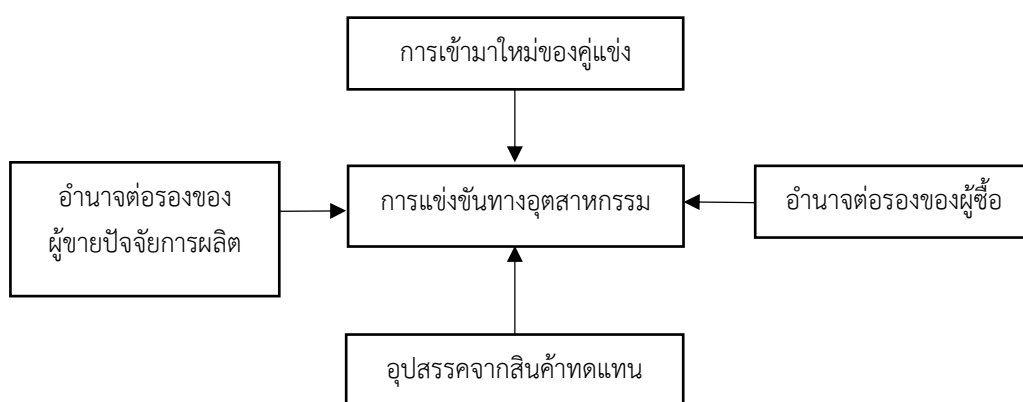 การเข้ามาใหม่ของคู่แข่ง
อำนาจต่อรองของ
ผู้ขายปัจจัยการผลิต
การแข่งขันทางอุตสาหกรรม
อำนาจต่อรองของผู้ซื้อ
อุปสรรคจากสินค้าทดแทน